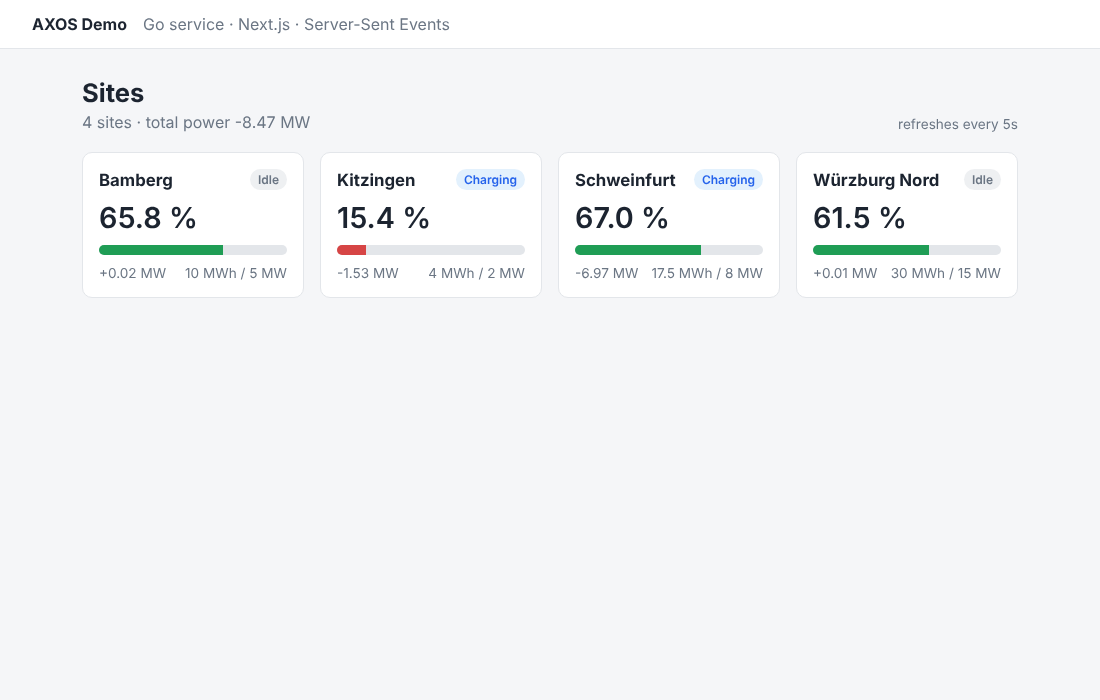 AXOS Demo Go service · Next.js · Server-Sent Events
Sites
4 sites · total power -8.47 MW
refreshes every 5s
Bamberg Idle
65.8 %
+0.02 MW 10 MWh / 5 MW
Kitzingen Charging
15.4 %
-1.53 MW 4 MWh / 2 MW
Schweinfurt Charging
67.0 %
-6.97 MW 17.5 MWh / 8 MW
Würzburg Nord Idle
61.5 %
+0.01 MW 30 MWh / 15 MW